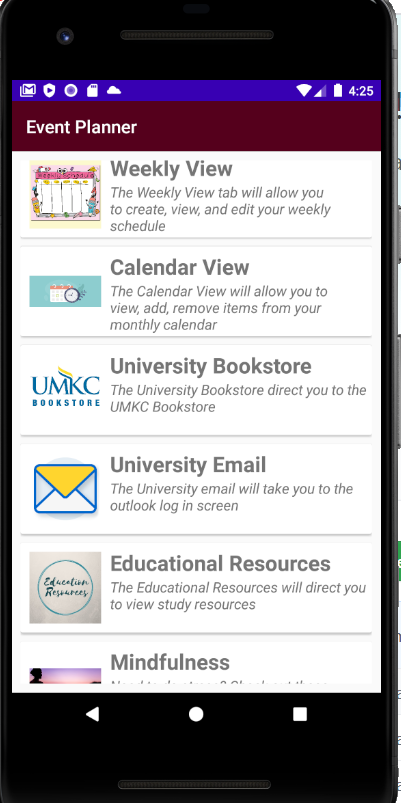 4:25
Event Planner
Weekly Schedule
Weekly View
The Weekly View tab will allow you
to create, view, and edit your weekly
schedule
Calendar View
The Calendar View will allow you to
view, add, remove items from your
monthly calendar
UMKC
BOOKSTORE
University Bookstore
The University Bookstore direct you to the
UMKC Bookstore
University Email
The University email will take you to the
outlook log in screen
Education
Resources
Educational Resources
The Educational Resources will direct you
to view study resources
Mindfulness